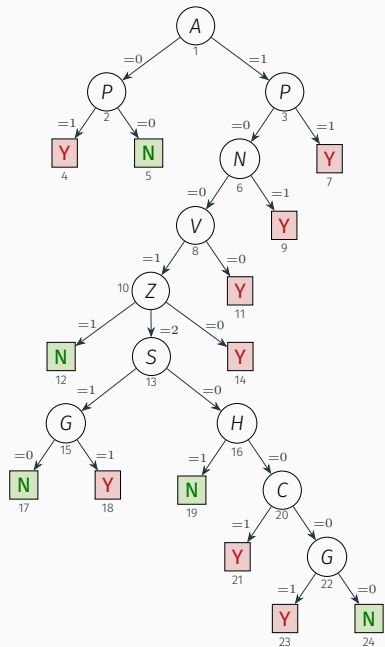 A
1
=0 =1
P P
2 3
=1 =0 =0 =1
Y N N Y
4 5 6 7
=0 =1
V Y
8 9
=1 =0
10 Z Y
11
=1 =2 =0
N S Y
12 13 14
=1 =0
G H
15 16
=0 =1 =1 =0
N Y N C
17 18 19 20
=1 =0
Y G
21 22
=1 =0
Y N
23 24